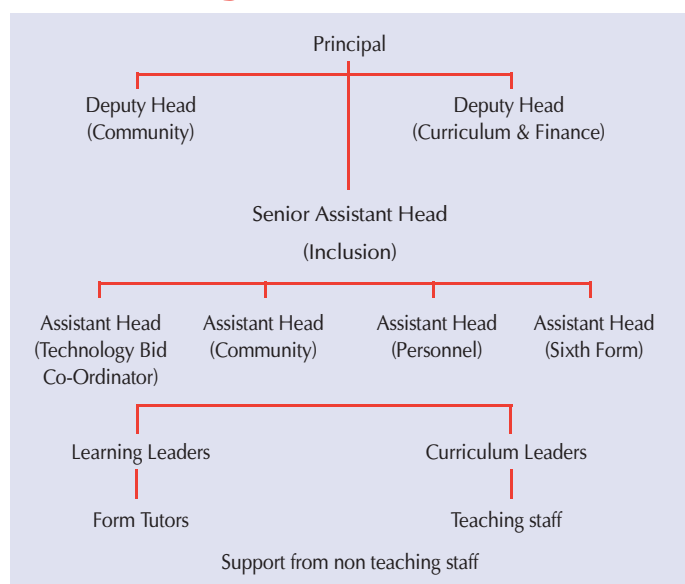 Principal
Deputy Head
(Community)
Deputy Head
(Curriculum & Finance)
Senior Assistant Head
(Inclusion)
Assistant Head
(Technology Bid
Co-Ordinator)
Assistant Head
(Community)
Assistant Head
(Personnel)
Assistant Head
(Sixth Form)
Learning Leaders
Curriculum Leaders
Form Tutors
Teaching staff
Support from non teaching staff